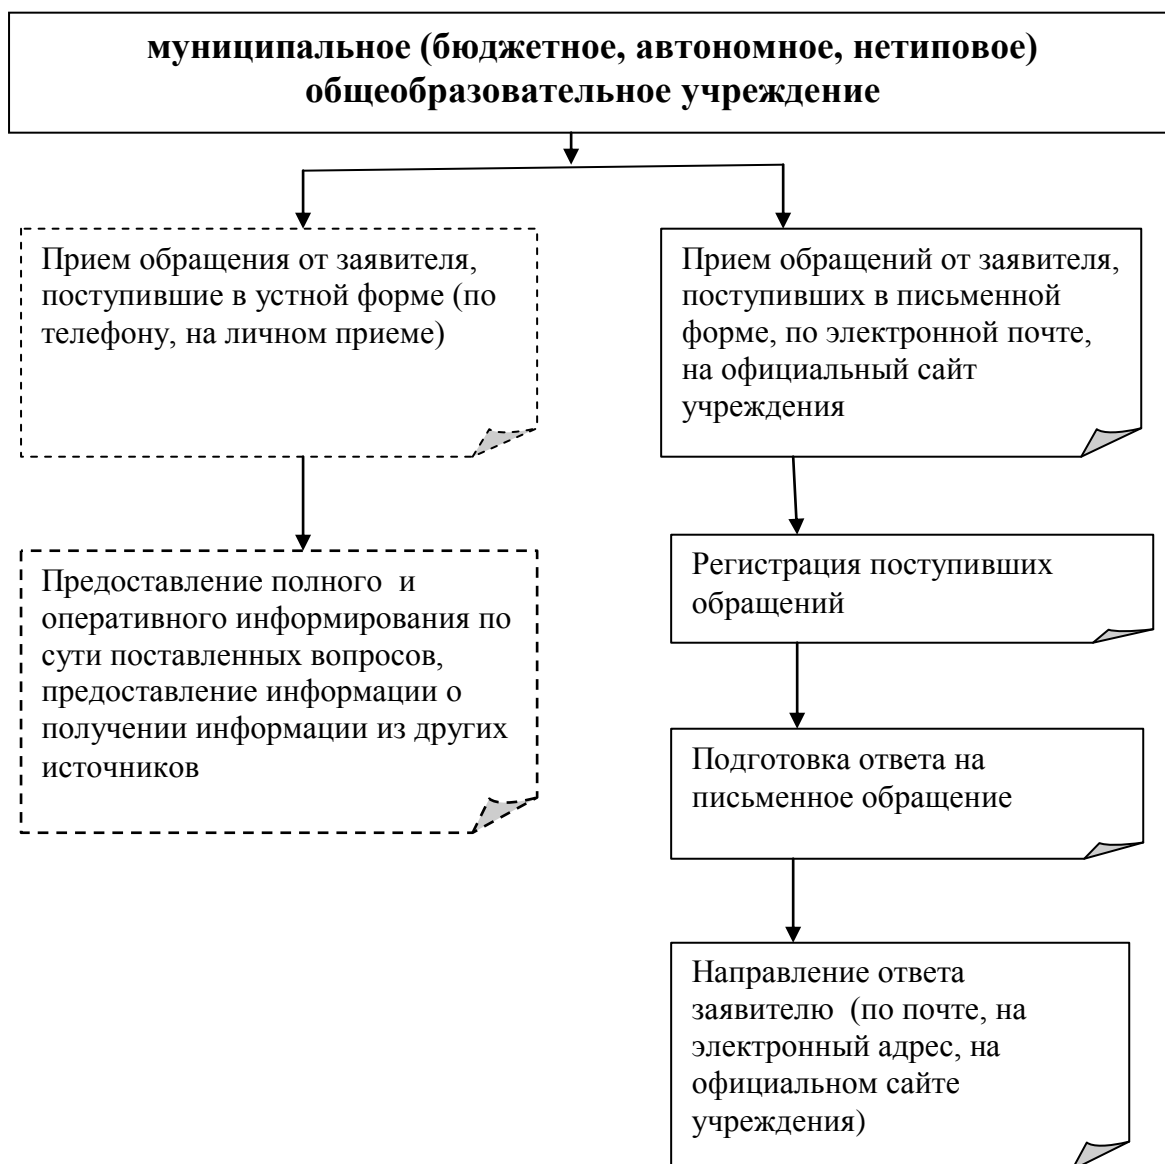 муниципальное (бюджетное, автономное, нетиповое)
общеобразовательное учреждение
Прием обращения от заявителя,
поступившие в устной форме (по
телефону, на личном приеме)
Предоставление полного  и
оперативного информирования по
сути поставленных вопросов,
предоставление информации о
получении информации из других
источников
Прием обращений от заявителя,
поступивших в письменной
форме, по электронной почте,
на официальный сайт
учреждения
Регистрация поступивших
обращений
Подготовка ответа на
письменное обращение
Направление ответа
заявителю  (по почте, на
электронный адрес, на
официальном сайте
учреждения)